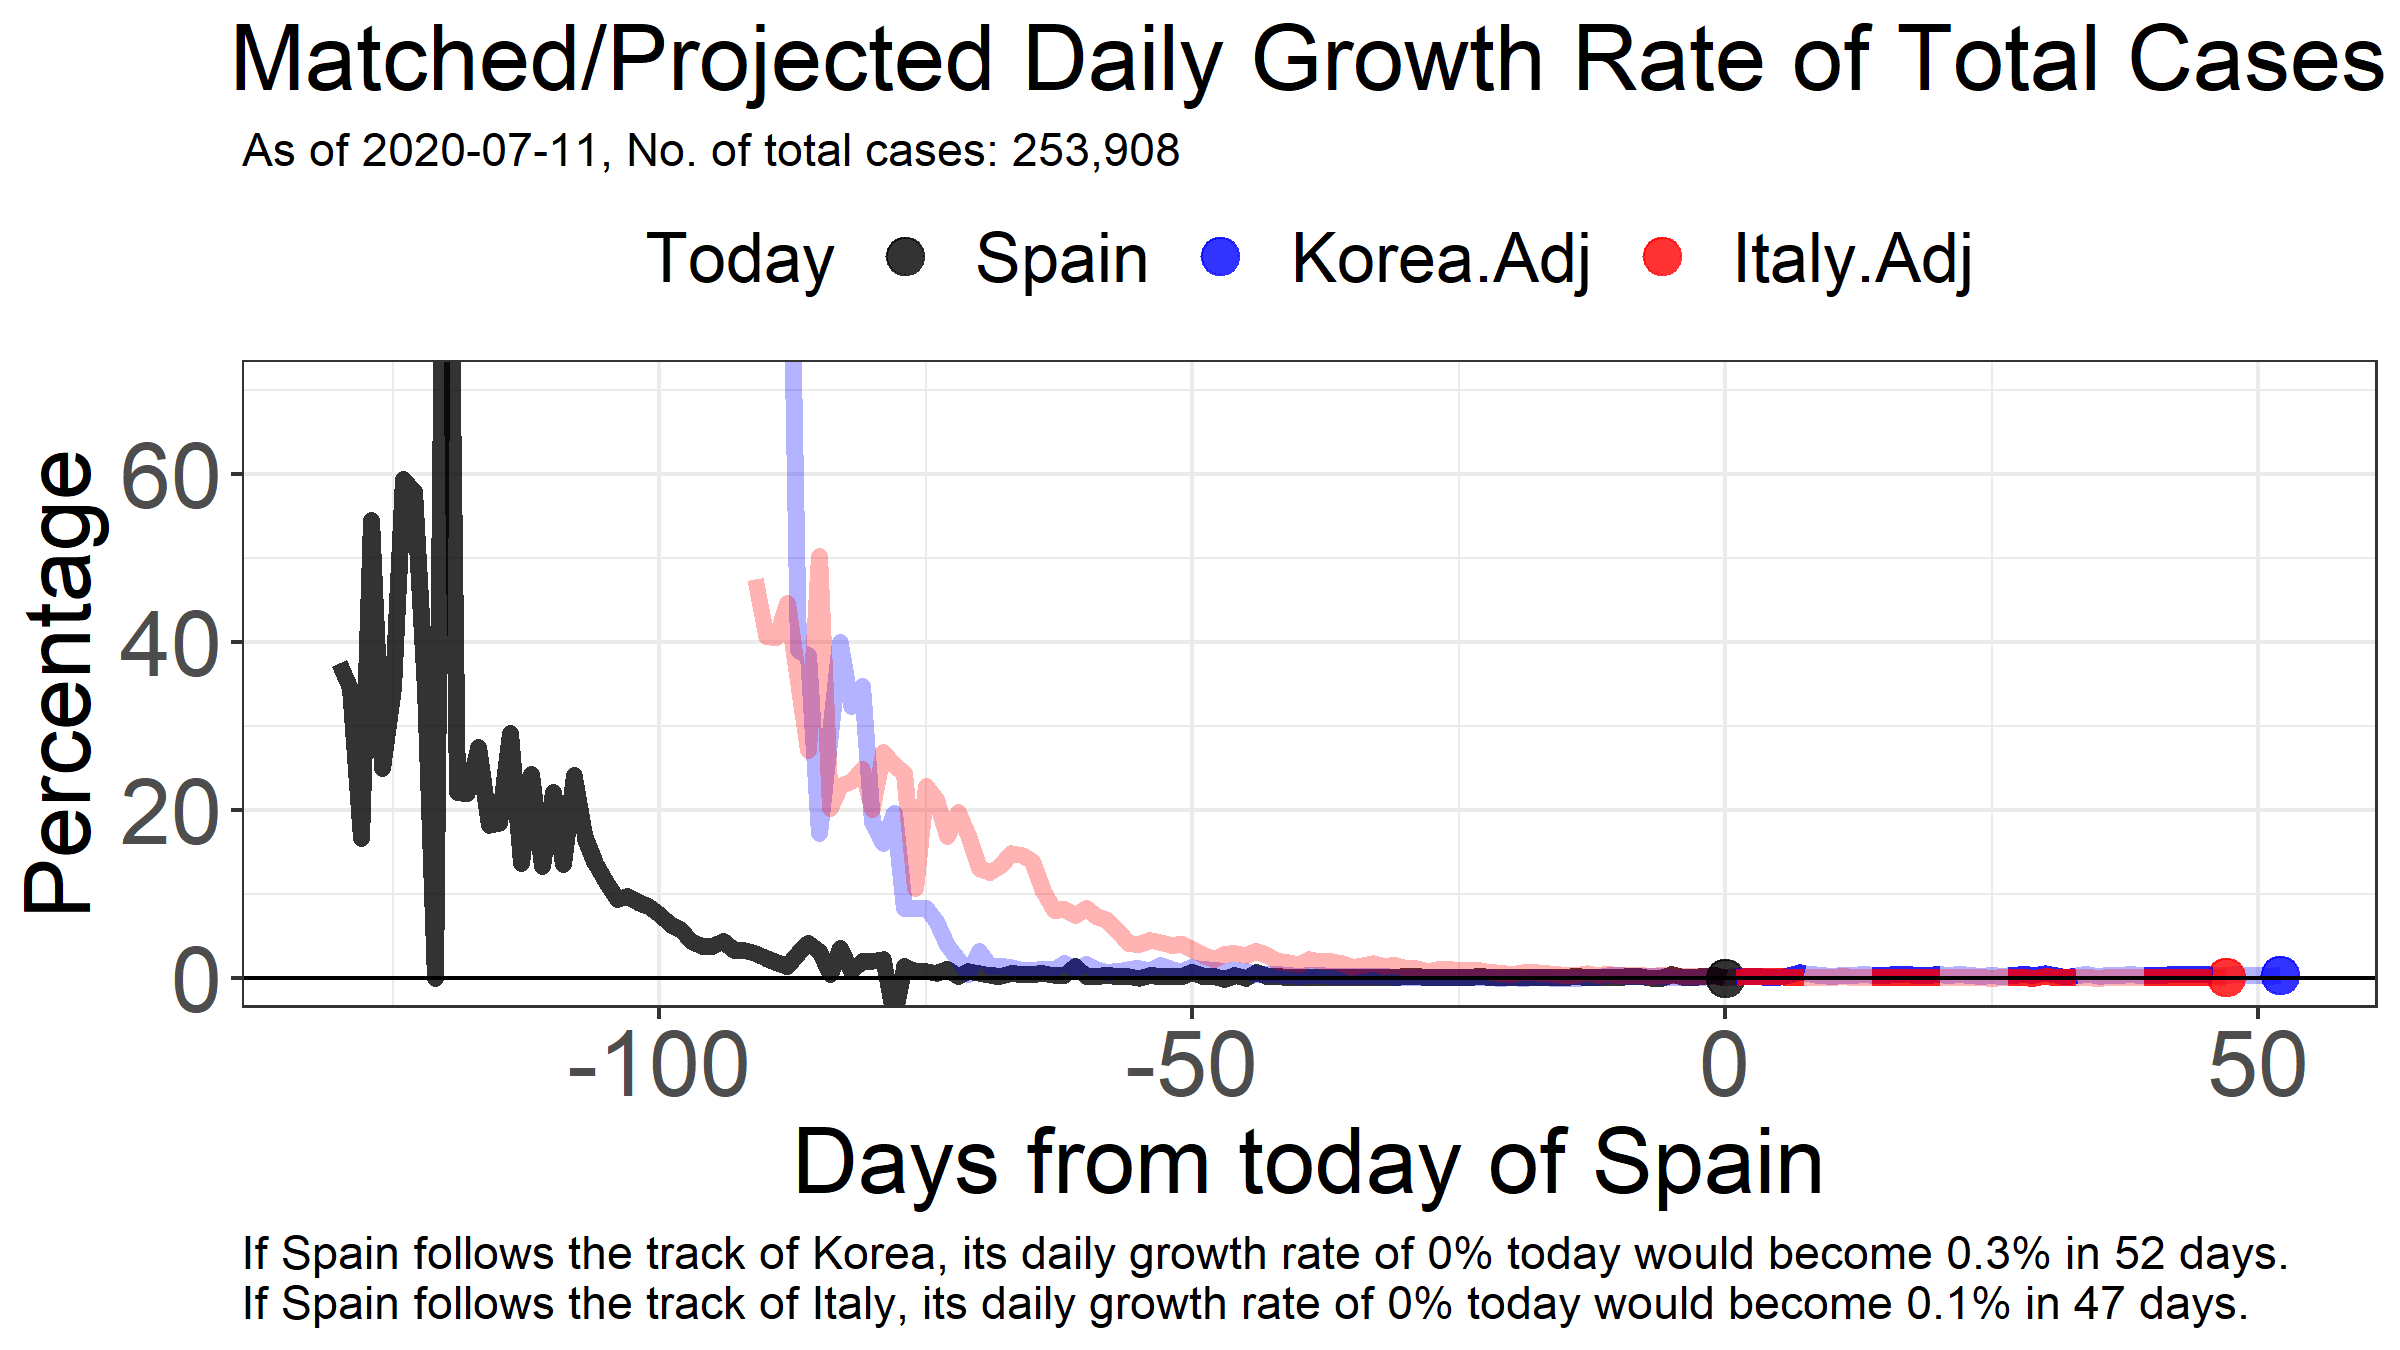 Matched/Projected Daily Growth Rate of Total Cases
As of 2020-07-11, No. of total cases: 253,908
Today Spain Korea.Adj Italy.Adj
Percentage
60
40
20
0
-100 -50 0 50
Days from today of Spain
If Spain follows the track of Korea, its daily growth rate of 0% today would become 0.3% in 52 days.
If Spain follows the track of Italy, its daily growth rate of 0% today would become 0.1% in 47 days.